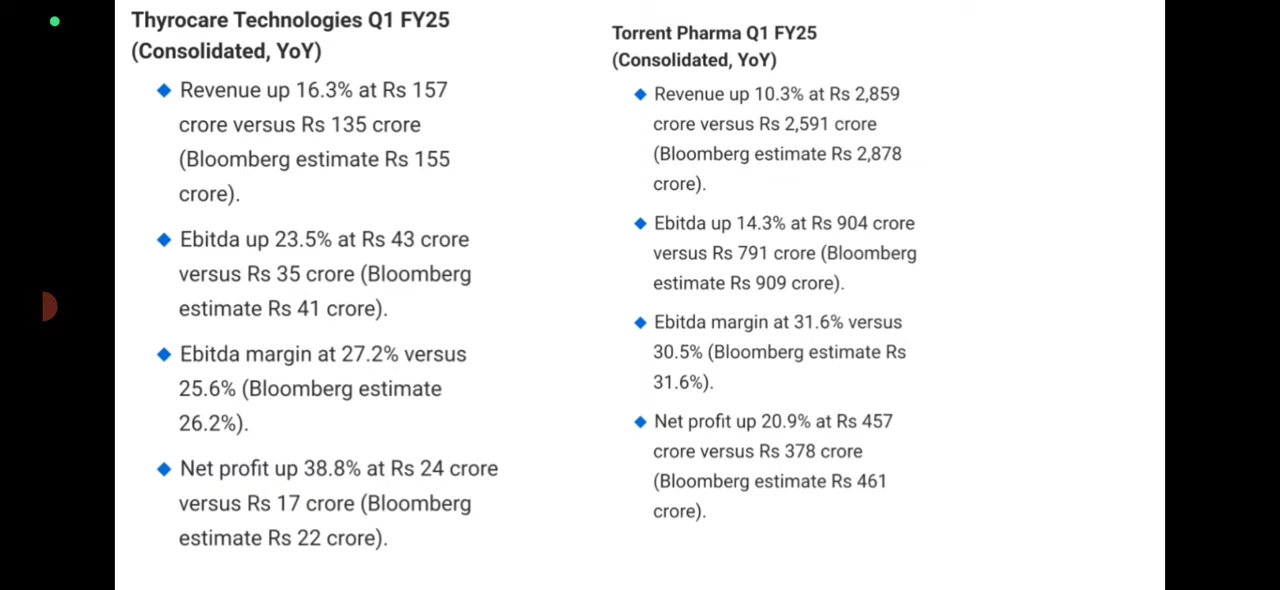 Thyrocare Technologies Q1 FY25
(Consolidated, YoY)
Revenue up 16.3% at Rs 157
crore versus Rs 135 crore
(Bloomberg estimate Rs 155
crore).
Ebitda up 23.5% at Rs 43 crore
versus Rs 35 crore (Bloomberg
estimate Rs 41 crore).
Ebitda margin at 27.2% versus
25.6% (Bloomberg estimate
26.2%).
Net profit up 38.8% at Rs 24 crore
versus Rs 17 crore (Bloomberg
estimate Rs 22 crore).
Torrent Pharma Q1 FY25
(Consolidated, YoY)
Revenue up 10.3% at Rs 2,859
crore versus Rs 2,591 crore
(Bloomberg estimate Rs 2,878
crore).
Ebitda up 14.3% at Rs 904 crore
versus Rs 791 crore (Bloomberg
estimate Rs 909 crore).
Ebitda margin at 31.6% versus
30.5% (Bloomberg estimate Rs
31.6%).
Net profit up 20.9% at Rs 457
crore versus Rs 378 crore
(Bloomberg estimate Rs 461
crore).